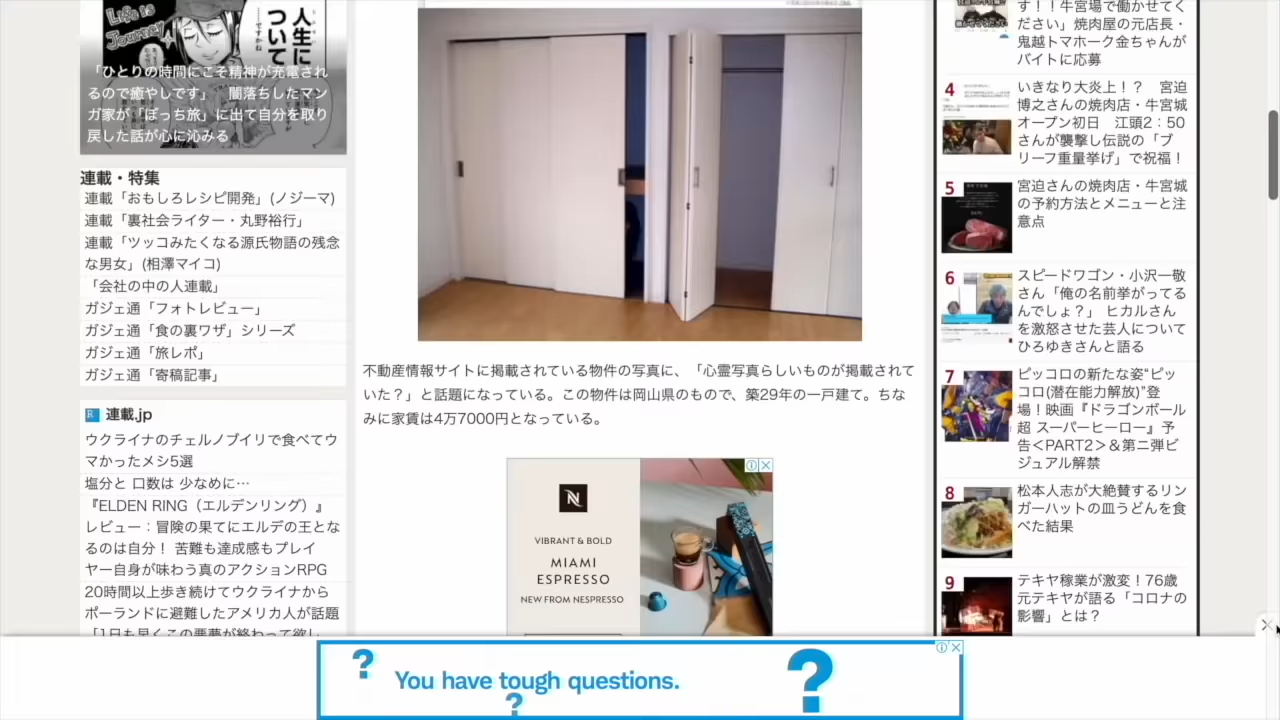 Life is Journey!
人生に
ついて
「ひとりの時間にこそ精神が充電され
るので癒やしです」 闇落ちしたマン
ガ家が「ぼっち旅」に出て自分を取り
戻した話が心に沁みる
連載・特集
連載「おもしろレシピ開発」(ノジーマ)
連載「裏社会ライター・丸野裕行」
連載「ツッコみたくなる源氏物語の残念
な男女」(相澤マイコ)
「会社の中の人連載」
ガジェ通「フォトレビュー」
ガジェ通「食の裏ワザ」シリーズ
ガジェ通「旅レポ」
ガジェ通「寄稿記事」
連載.jp
ウクライナのチェルノブイリで食べてウ
マかったメシ5選
塩分と 口数は 少なめに…
『ELDEN RING（エルデンリング）』
レビュー：冒険の果てにエルデの王とな
るのは自分！ 苦難も達成感もプレイ
ヤー自身が味わう真のアクションRPG
20時間以上歩き続けてウクライナから
ポーランドに避難したアメリカ人が話題
「1日も早くこの悪夢が終わって欲し
不動産情報サイトに掲載されている物件の写真に、「心霊写真らしいものが掲載されて
いた？」と話題になっている。この物件は岡山県のもので、築29年の一戸建て。ちな
みに家賃は4万7000円となっている。
N
VIBRANT & BOLD
MIAMI
ESPRESSO
NEW FROM NESPRESSO
す！！牛宮場で働かせてく
ださい」焼肉屋の元店長・
鬼越トマホーク金ちゃんが
バイトに応募
4
いきなり大炎上！？ 宮迫
博之さんの焼肉店・牛宮城
オープン初日 江頭2：50
さんが襲撃し伝説の「ブ
リーフ重量挙げ」で祝福！
5
宮迫さんの焼肉店・牛宮城
の予約方法とメニューと注
意点
6
スピードワゴン・小沢一敬
さん「俺の名前挙がってる
んでしょ？」 ヒカルさん
を激怒させた芸人について
ひろゆきさんと語る
7
ピッコロの新たな姿"ピッ
コロ(潜在能力解放)"登
場！映画『ドラゴンボール
超 スーパーヒーロー』予
告＜PART2＞＆第ニ弾ビ
ジュアル解禁
8
松本人志が大絶賛するリン
ガーハットの皿うどんを食
べた結果
9
テキヤ稼業が激変！76歳
元テキヤが語る「コロナの
影響」とは？
? You have tough questions. ?
?